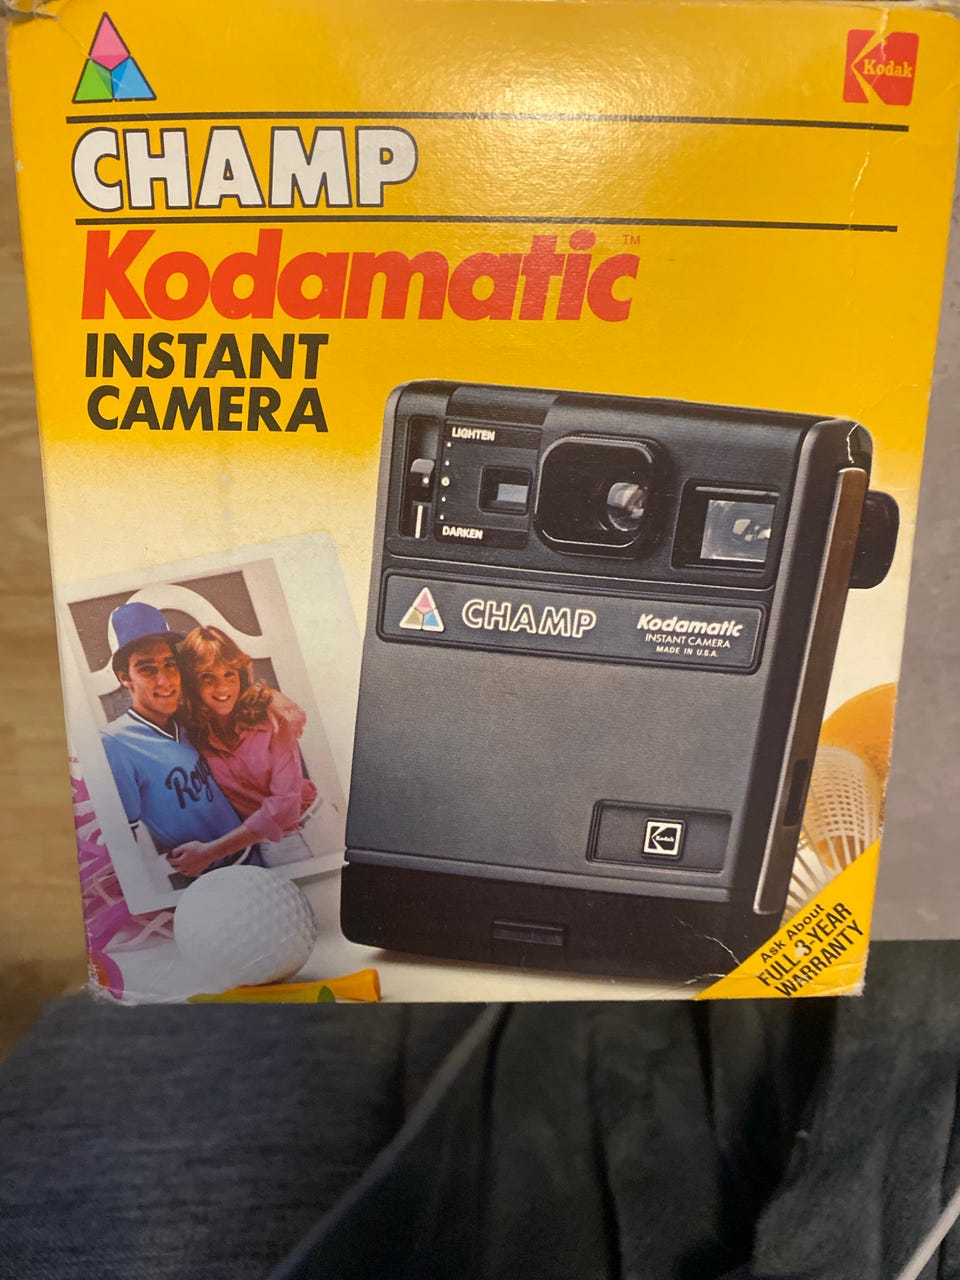 Kodak
CHAMP
Kodamatic™
INSTANT
CAMERA
LIGHTEN
DARKEN
CHAMP
Kodamatic
INSTANT CAMERA
MADE IN U.S.A.
Roya
Kodak
Ask About
FULL 3-YEAR
WARRANTY